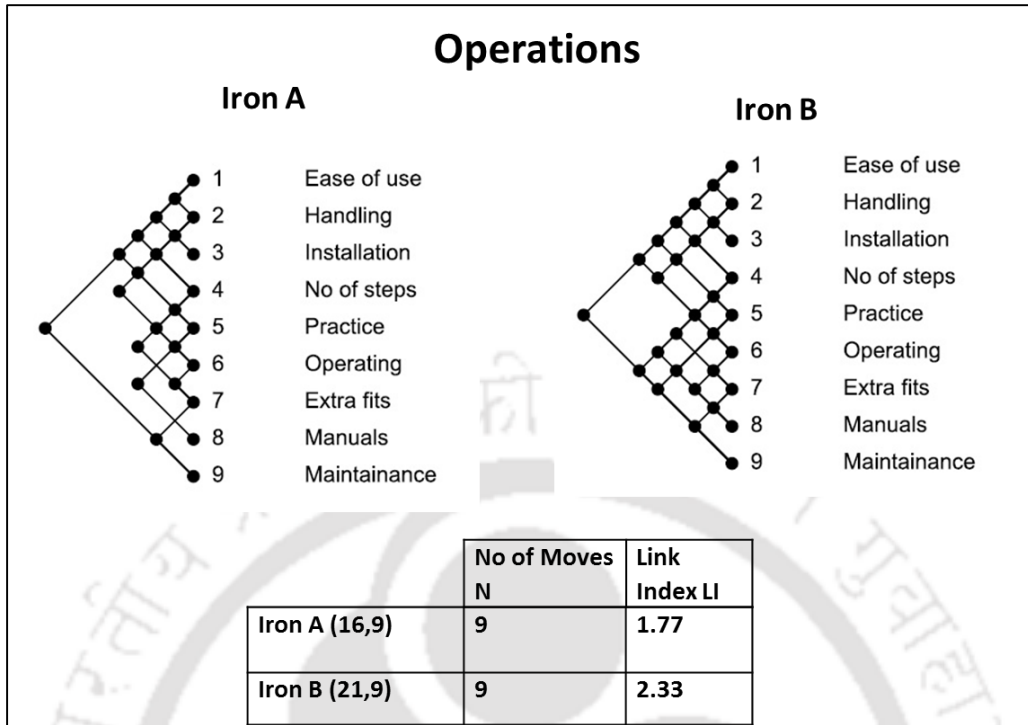 Operations
Iron A
1 Ease of use
2 Handling
3 Installation
4 No of steps
5 Practice
6 Operating
7 Extra fits
8 Manuals
9 Maintainance
Iron B
1 Ease of use
2 Handling
3 Installation
4 No of steps
5 Practice
6 Operating
7 Extra fits
8 Manuals
9 Maintainance
No of Moves N Link Index LI
Iron A (16,9) 9 1.77
Iron B (21,9) 9 2.33